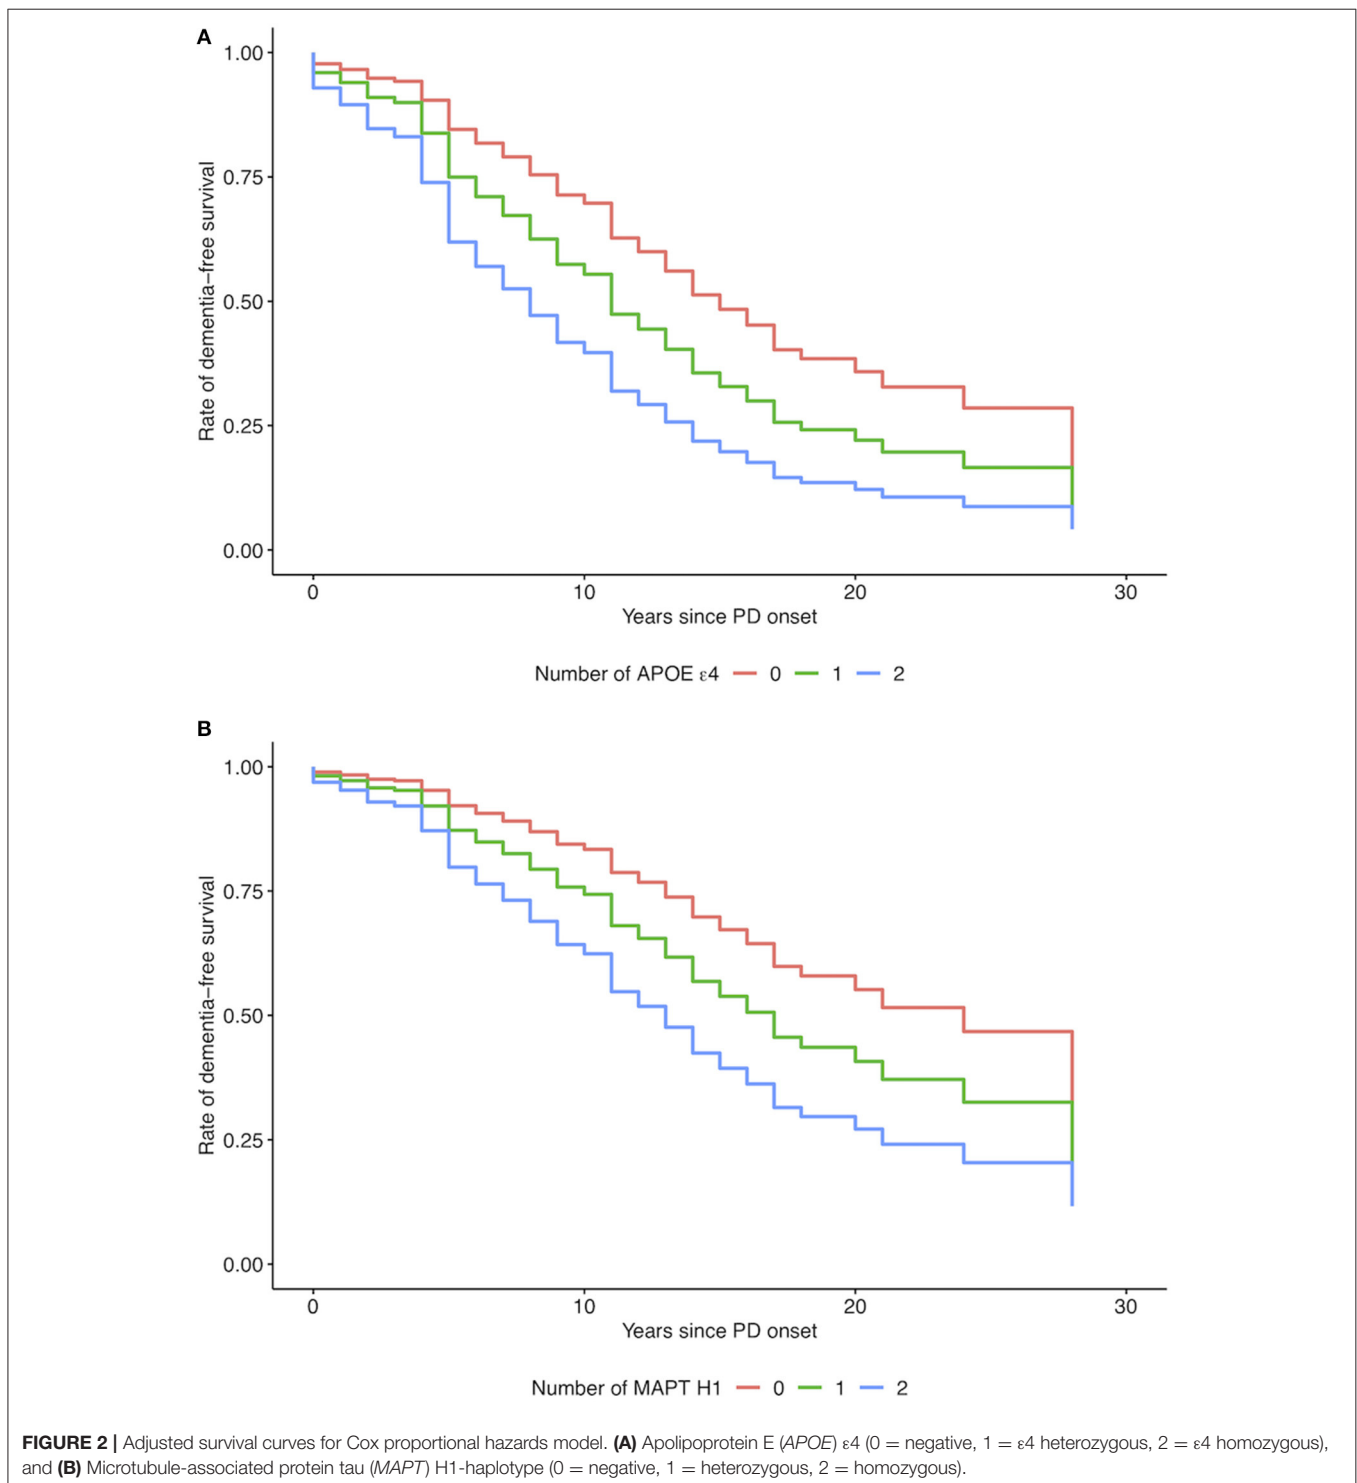 A
1.00
0.75
0.50
0.25
0.00
Rate of dementia-free survival
0 10 20 30
Years since PD onset
Number of APOE ε4 0 1 2
B
1.00
0.75
0.50
0.25
0.00
Rate of dementia-free survival
0 10 20 30
Years since PD onset
Number of MAPT H1 0 1 2
FIGURE 2 | Adjusted survival curves for Cox proportional hazards model. (A) Apolipoprotein E (APOE) ε4 (0 = negative, 1 = ε4 heterozygous, 2 = ε4 homozygous),
and (B) Microtubule-associated protein tau (MAPT) H1-haplotype (0 = negative, 1 = heterozygous, 2 = homozygous).